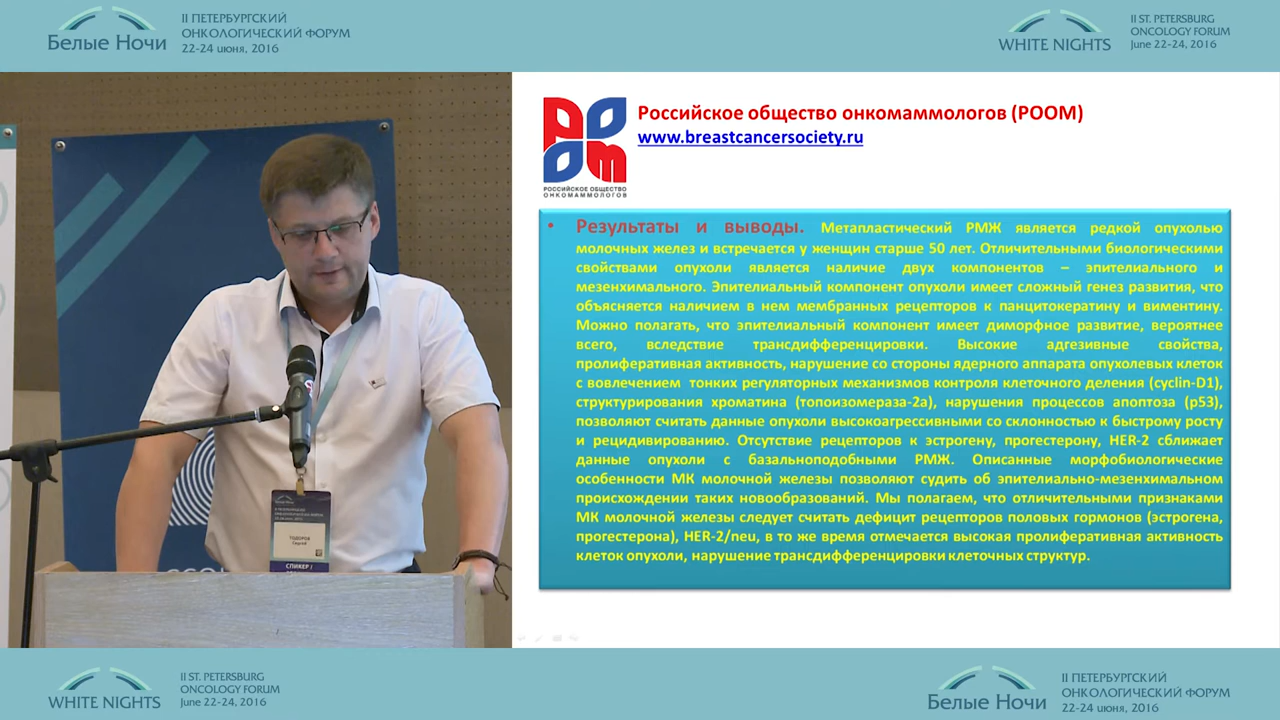 Белые Ночи
II ПЕТЕРБУРГСКИЙ
ОНКОЛОГИЧЕСКИЙ ФОРУМ
22-24 июня, 2016
WHITE NIGHTS
II ST. PETERSBURG
ONCOLOGY FORUM
June 22-24, 2016
Российское общество онкомаммологов (РООМ)
www.breastcancersociety.ru
РООМ
РОССИЙСКОЕ ОБЩЕСТВО
ОНКОМАММОЛОГОВ
• Результаты и выводы. Метапластический РМЖ является редкой опухолью
молочных желез и встречается у женщин старше 50 лет. Отличительными биологическими
свойствами опухоли является наличие двух компонентов – эпителиального и
мезенхимального. Эпителиальный компонент опухоли имеет сложный генез развития, что
объясняется наличием в нем мембранных рецепторов к панцитокератину и виментину.
Можно полагать, что эпителиальный компонент имеет диморфное развитие, вероятнее
всего, вследствие трансдифференцировки. Высокие адгезивные свойства,
пролиферативная активность, нарушение со стороны ядерного аппарата опухолевых клеток
с вовлечением тонких регуляторных механизмов контроля клеточного деления (cyclin-D1),
структурирования хроматина (топоизомераза-2а), нарушения процессов апоптоза (p53),
позволяют считать данные опухоли высокоагрессивными со склонностью к быстрому росту
и рецидивированию. Отсутствие рецепторов к эстрогену, прогестерону, HER-2 сближает
данные опухоли с базальноподобными РМЖ. Описанные морфобиологические
особенности МК молочной железы позволяют судить об эпителиально-мезенхимальном
происхождении таких новообразований. Мы полагаем, что отличительными признаками
МК молочной железы следует считать дефицит рецепторов половых гормонов (эстрогена,
прогестерона), HER-2/neu, в то же время отмечается высокая пролиферативная активность
клеток опухоли, нарушение трансдифференцировки клеточных структур.
Белые Ночи
ТОДОРОВ
Сергей
СПИКЕР /
WHITE NIGHTS
II ST. PETERSBURG
ONCOLOGY FORUM
June 22-24, 2016
Белые Ночи
II ПЕТЕРБУРГСКИЙ
ОНКОЛОГИЧЕСКИЙ ФОРУМ
22-24 июня, 2016